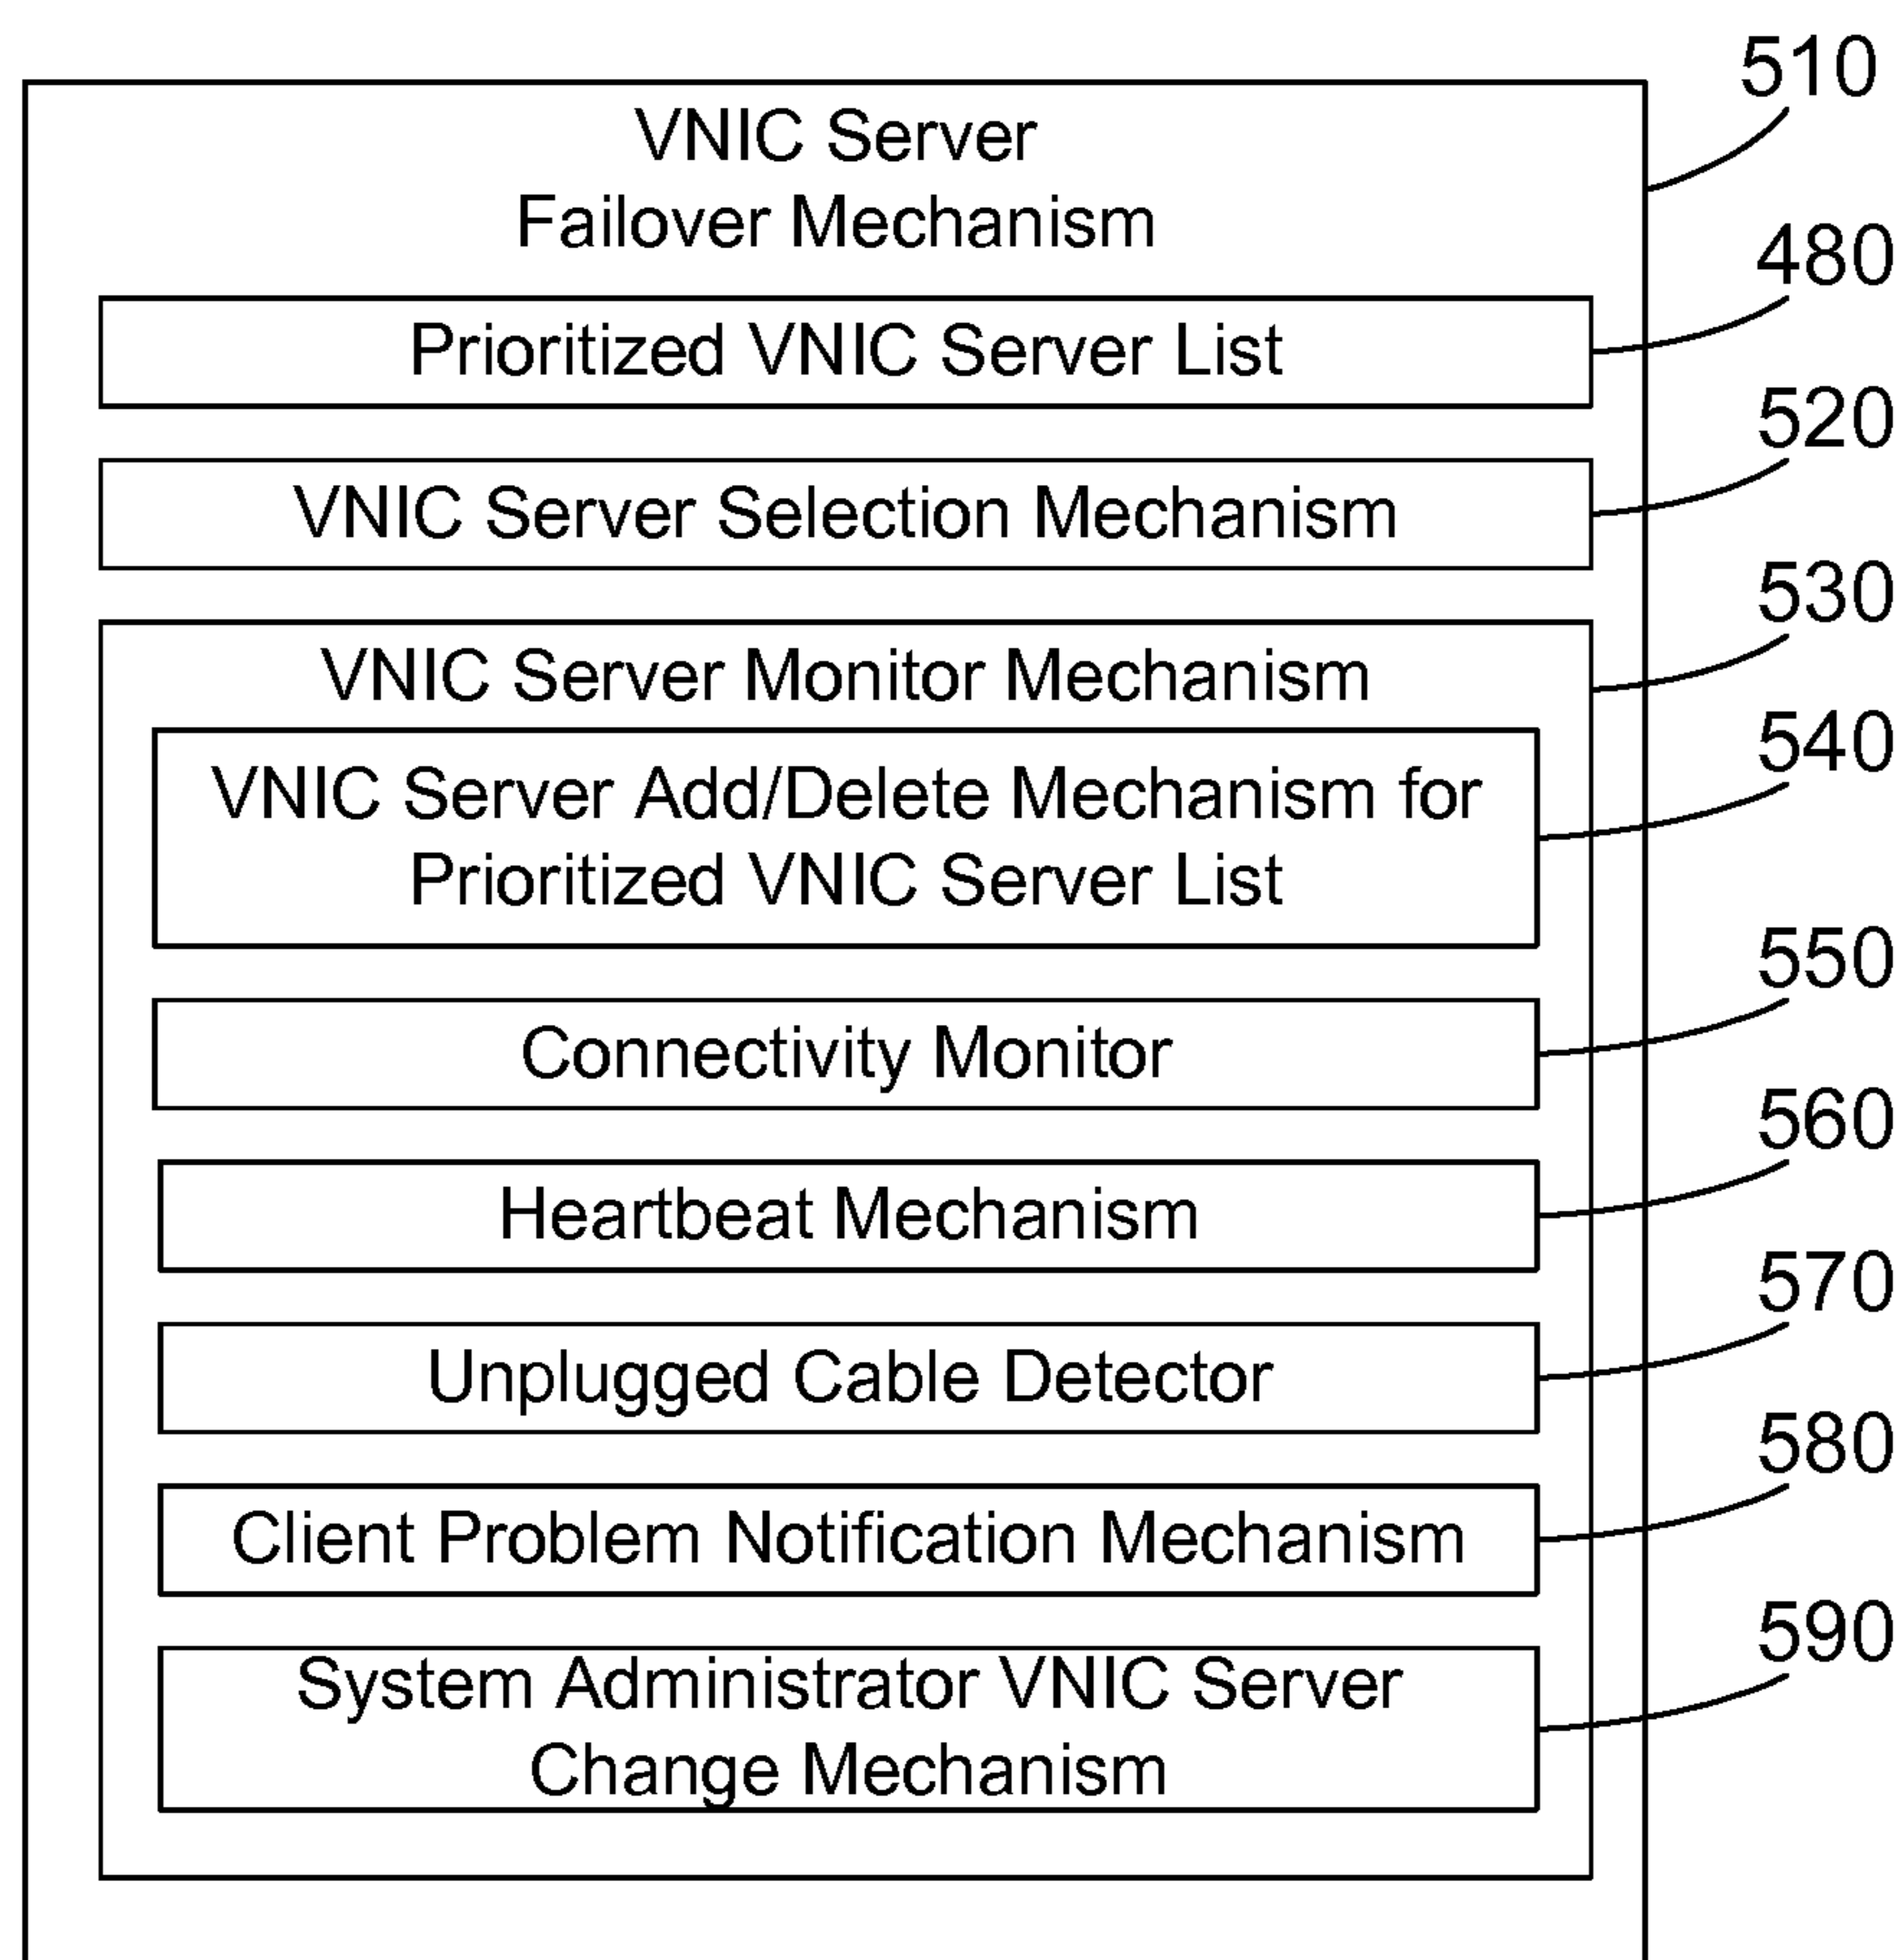 510
VNIC Server
Failover Mechanism
480
Prioritized VNIC Server List
520
VNIC Server Selection Mechanism
530
VNIC Server Monitor Mechanism
540
VNIC Server Add/Delete Mechanism for
Prioritized VNIC Server List
550
Connectivity Monitor
560
Heartbeat Mechanism
570
Unplugged Cable Detector
580
Client Problem Notification Mechanism
590
System Administrator VNIC Server
Change Mechanism